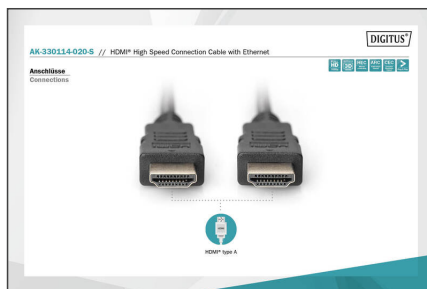 DIGITUS®
AK-330114-020-S // HDMI® High Speed Connection Cable with Ethernet
Anschlüsse
Connections
HDMI® type A